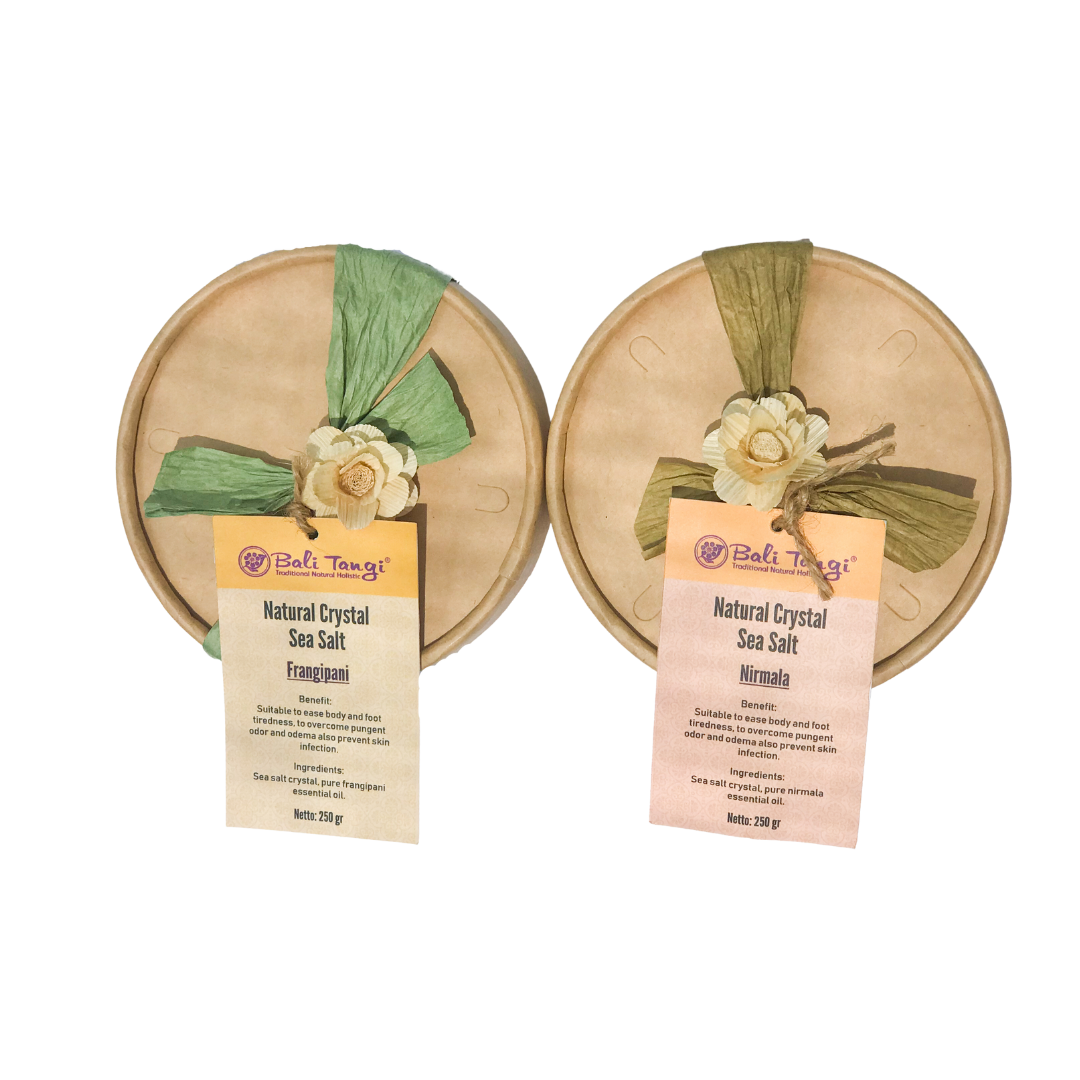 Bali Tangi®
Traditional Natural Holistic
Natural Crystal
Sea Salt
Frangipani
Benefit:
Suitable to ease body and foot
tiredness, to overcome pungent
odor and odema also prevent skin
infection.
Ingredients:
Sea salt crystal, pure frangipani
essential oil.
Netto: 250 gr
Bali Tangi®
Traditional Natural
Natural Crystal
Sea Salt
Nirmala
Benefit:
Suitable to ease body and foot
tiredness, to overcome pungent
odor and odema also prevent skin
infection.
Ingredients:
Sea salt crystal, pure nirmala
essential oil.
Netto: 250 gr